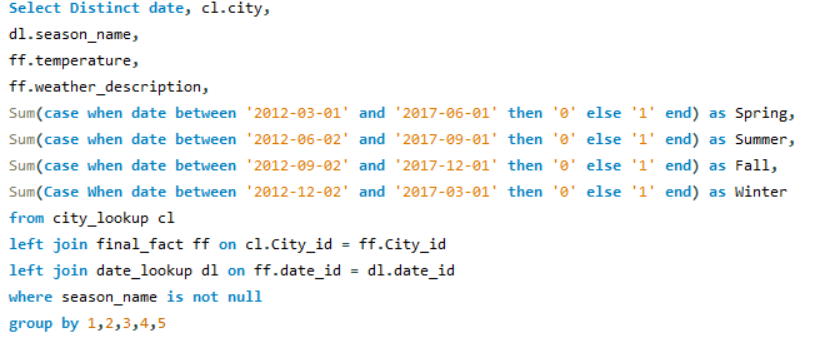 Select Distinct date, cl.city,
dl.season_name,
ff.temperature,
ff.weather_description,
Sum(case when date between '2012-03-01' and '2017-06-01' then '0' else '1' end) as Spring,
Sum(case when date between '2012-06-02' and '2017-09-01' then '0' else '1' end) as Summer,
Sum(case when date between '2012-09-02' and '2017-12-01' then '0' else '1' end) as Fall,
Sum(Case When date between '2012-12-02' and '2017-03-01' then '0' else '1' end) as Winter
from city_lookup cl
left join final_fact ff on cl.City_id = ff.City_id
left join date_lookup dl on ff.date_id = dl.date_id
where season_name is not null
group by 1,2,3,4,5